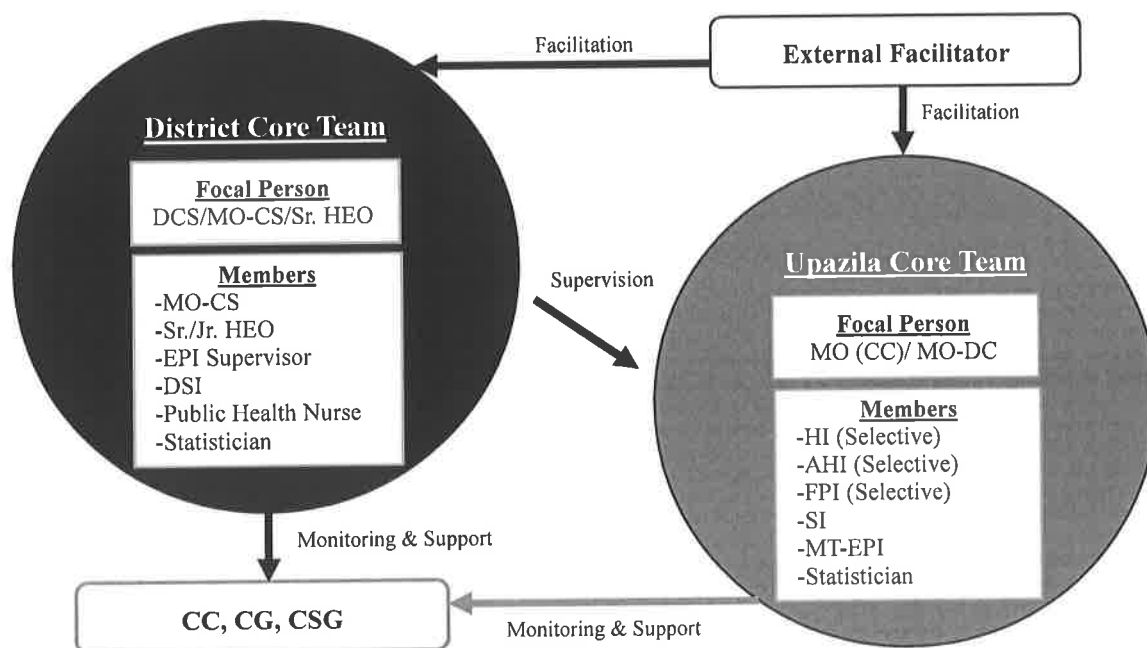 Facilitation
External Facilitator
Facilitation
District Core Team
Focal Person
DCS/MO-CS/Sr. HEO
Members
-MO-CS
-Sr./Jr. HEO
-EPI Supervisor
-DSI
-Public Health Nurse
-Statistician
Supervision
Upazila Core Team
Focal Person
MO (CC)/ MO-DC
Members
-HI (Selective)
-AHI (Selective)
-FPI (Selective)
-SI
-MT-EPI
-Statistician
Monitoring & Support
CC, CG, CSG
Monitoring & Support